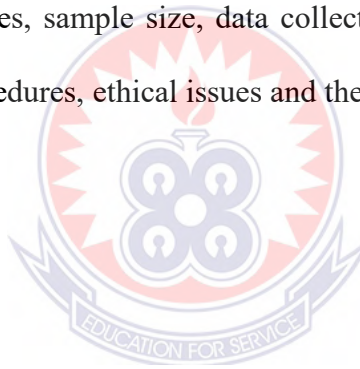 es, sample size, data collect
edures, ethical issues and the
EDUCATION FOR SERVICE